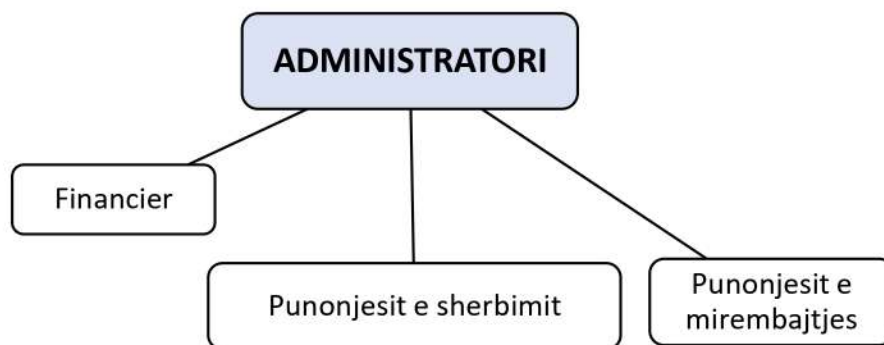 ADMINISTRATORI
Financier
Punonjesit e sherbimit
Punonjesit e
mirembajtjes